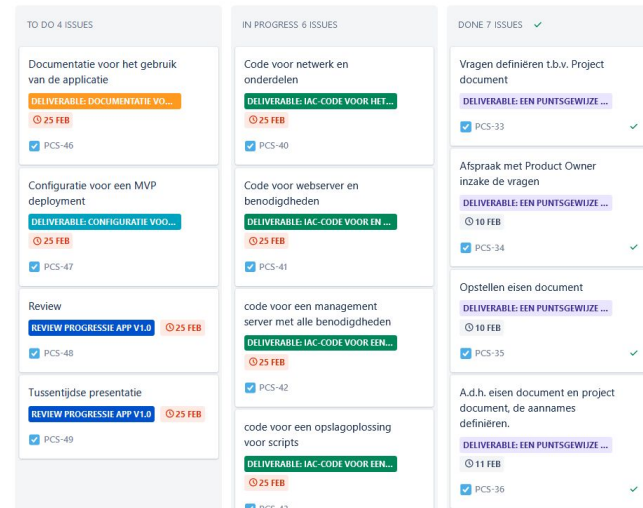 TO DO 4 ISSUES
Documentatie voor het gebruik
van de applicatie
DELIVERABLE: DOCUMENTATIE VO...
25 FEB
PCS-46
Configuratie voor een MVP
deployment
DELIVERABLE: CONFIGURATIE VOO...
25 FEB
PCS-47
Review
REVIEW PROGRESSIE APP V1.0 25 FEB
PCS-48
Tussentijdse presentatie
REVIEW PROGRESSIE APP V1.0 25 FEB
PCS-49
IN PROGRESS 6 ISSUES
Code voor netwerk en
onderdelen
DELIVERABLE: IAC-CODE VOOR HET...
25 FEB
PCS-40
Code voor webserver en
benodigdheden
DELIVERABLE: IAC-CODE VOOR EN ...
25 FEB
PCS-41
code voor een management
server met alle benodigdheden
DELIVERABLE: IAC-CODE VOOR EEN...
25 FEB
PCS-42
code voor een opslagoplossing
voor scripts
DELIVERABLE: IAC-CODE VOOR EEN...
25 FEB
DONE 7 ISSUES
Vragen definiëren t.b.v. Project
document
DELIVERABLE: EEN PUNTSGEWIJZE ...
PCS-33
Afspraak met Product Owner
inzake de vragen
DELIVERABLE: EEN PUNTSGEWIJZE ...
10 FEB
PCS-34
Opstellen eisen document
DELIVERABLE: EEN PUNTSGEWIJZE ...
10 FEB
PCS-35
A.d.h. eisen document en project
document, de aannames
definiëren.
DELIVERABLE: EEN PUNTSGEWIJZE ...
11 FEB
PCS-36